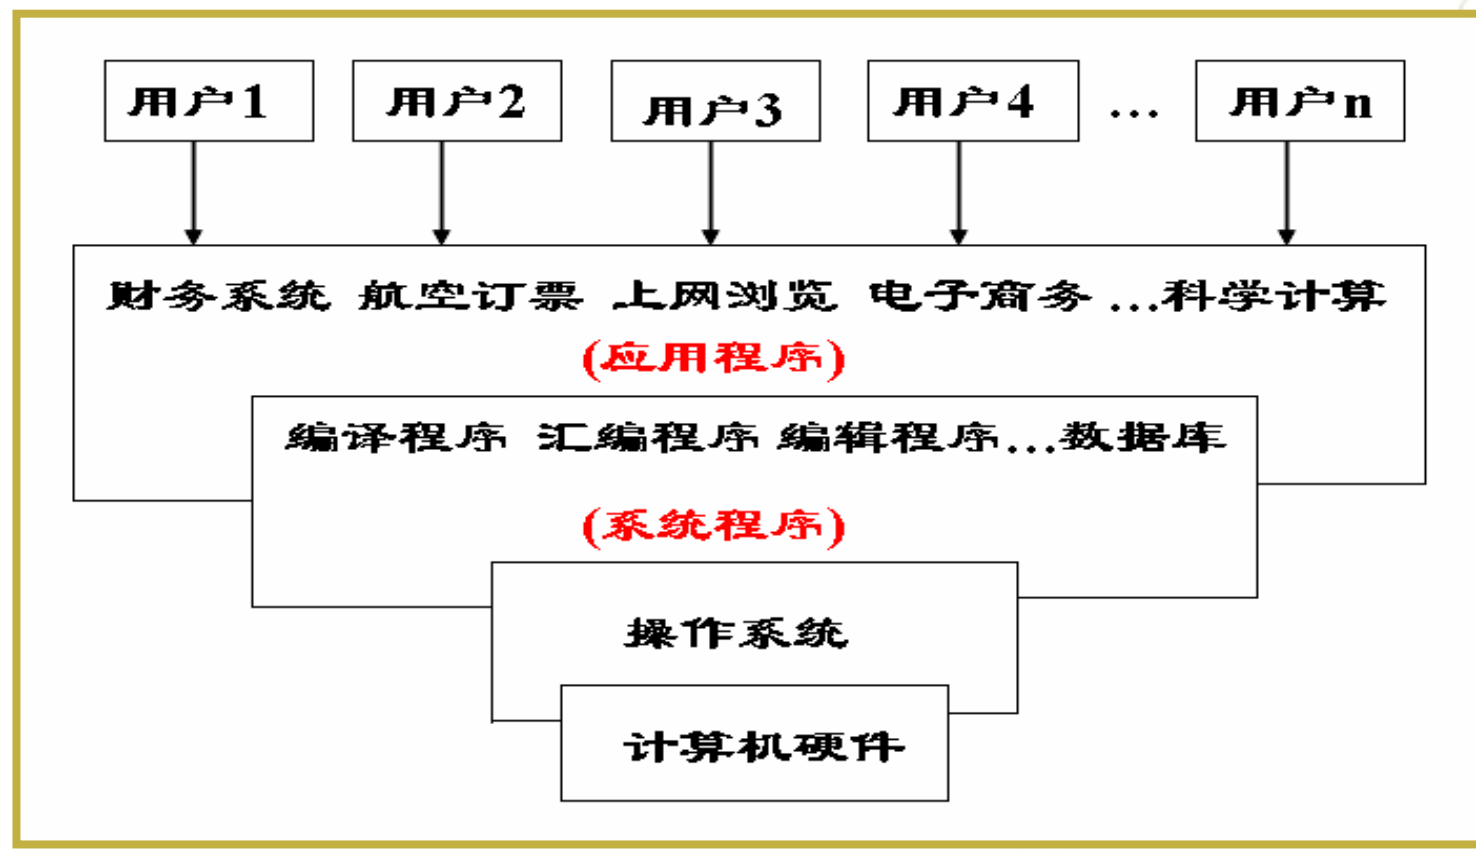 用户1 用户2 用户3 用户4 … 用户n
财务系统 航空订票 上网浏览 电子商务 …科学计算
(应用程序)
编译程序 汇编程序 编辑程序…数据库
(系统程序)
操作系统
计算机硬件